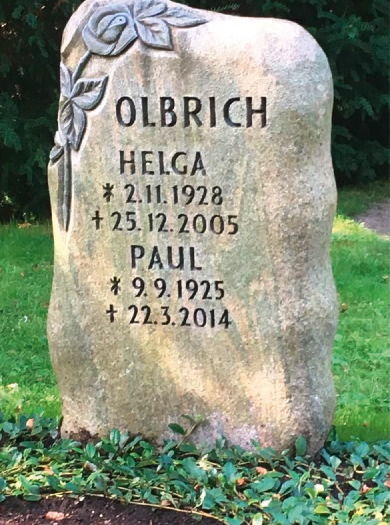 OLBRICH
HELGA
* 2.11.1928
† 25.12.2005
PAUL
* 9.9.1925
† 22.3.2014